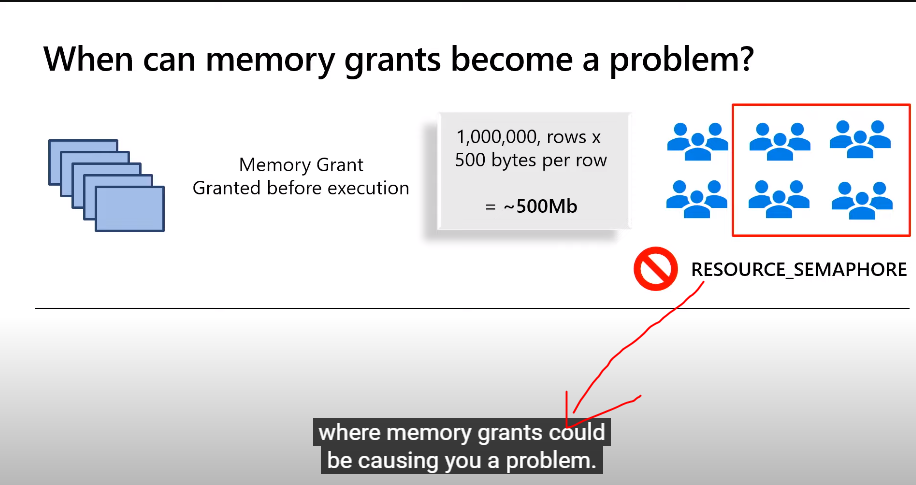 When can memory grants become a problem?
Memory Grant
Granted before execution
1,000,000, rows x
500 bytes per row
= ~500Mb
RESOURCE_SEMAPHORE
where memory grants could
be causing you a problem.